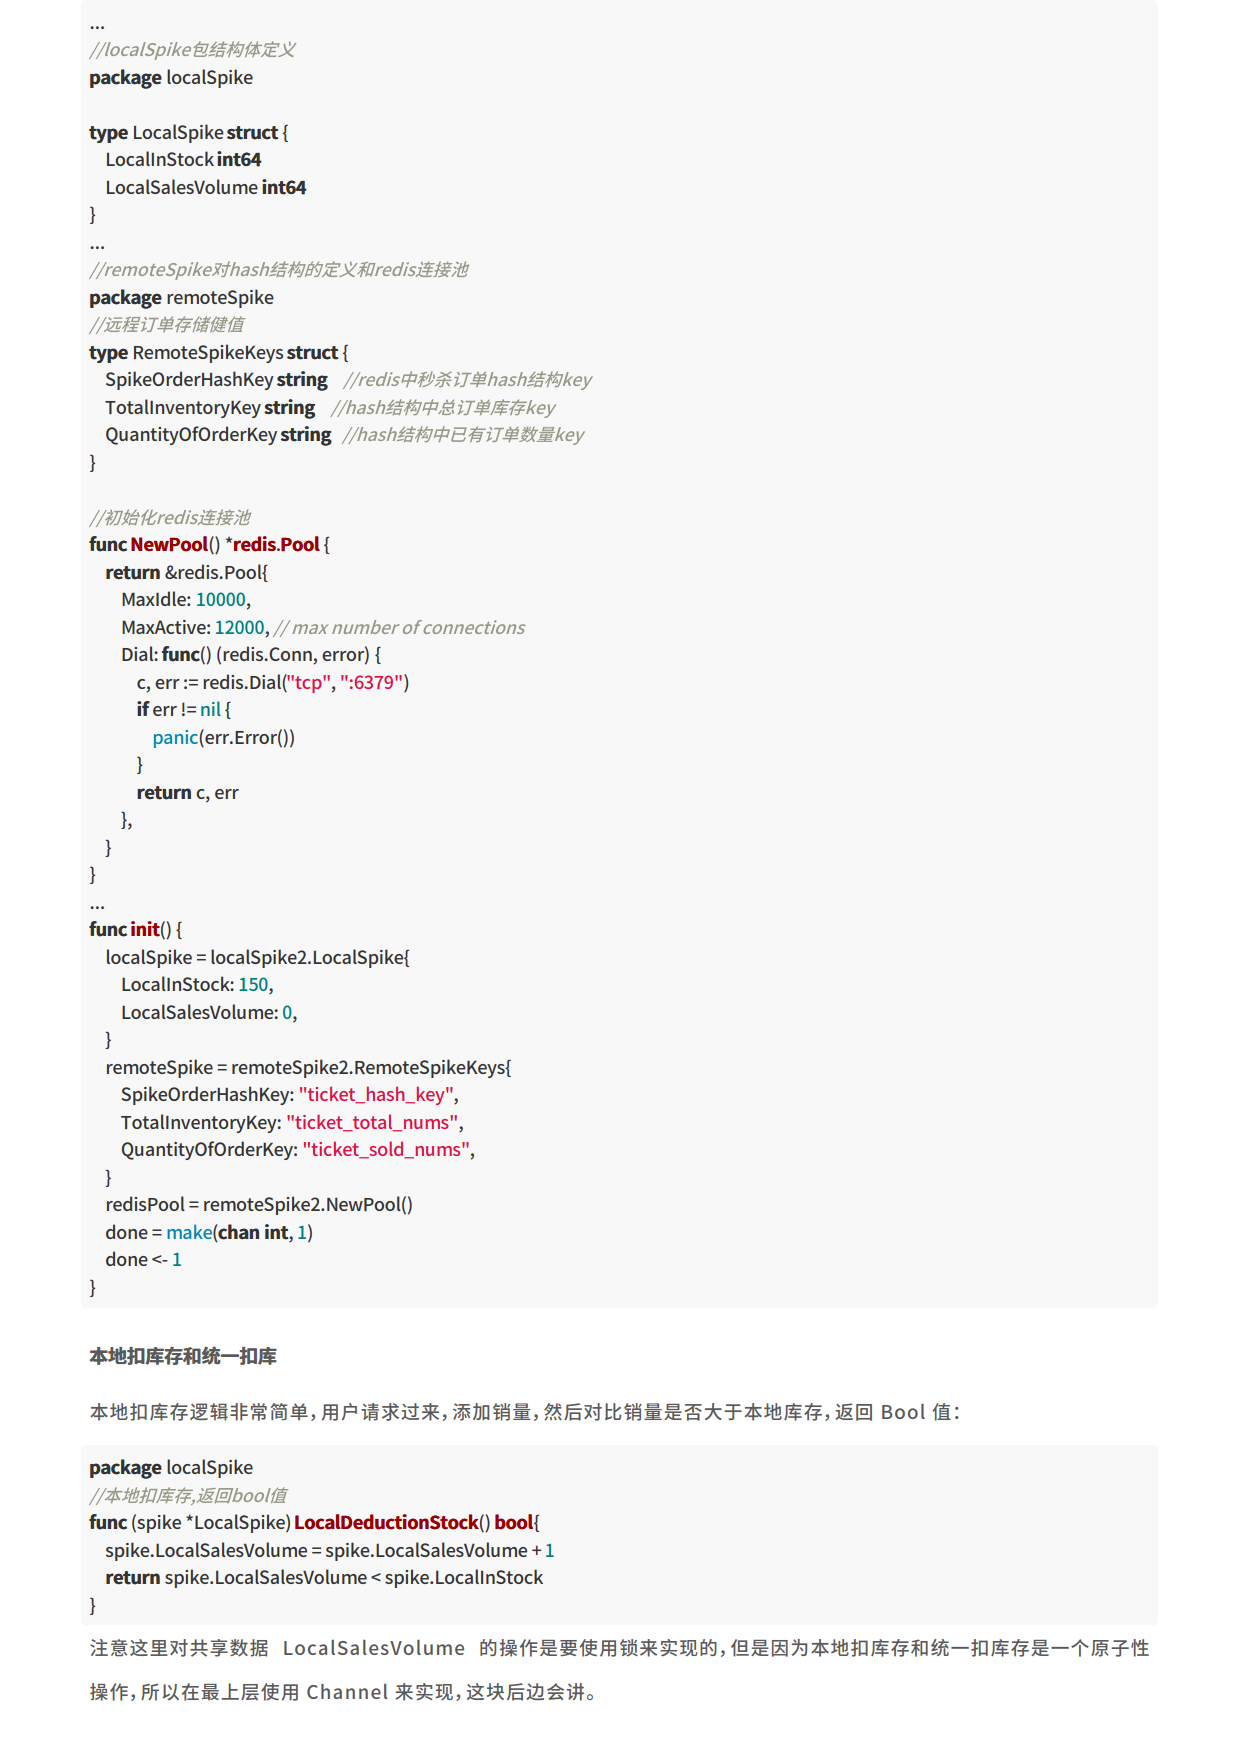 ...
//localSpike包结构体定义
package localSpike

type LocalSpike struct {
    LocalInStock int64
    LocalSalesVolume int64
}
...
//remoteSpike对hash结构的定义和redis连接池
package remoteSpike
//远程订单存储健值
type RemoteSpikeKeys struct {
    SpikeOrderHashKey string    //redis中秒杀订单hash结构key
    TotalInventoryKey string    //hash结构中总订单库存key
    QuantityOfOrderKey string   //hash结构中已有订单数量key
}

//初始化redis连接池
func NewPool() *redis.Pool {
    return &redis.Pool{
        MaxIdle: 10000,
        MaxActive: 12000, // max number of connections
        Dial: func() (redis.Conn, error) {
            c, err := redis.Dial("tcp", ":6379")
            if err != nil {
                panic(err.Error())
            }
            return c, err
        },
    }
}
...
func init() {
    localSpike = localSpike2.LocalSpike{
        LocalInStock: 150,
        LocalSalesVolume: 0,
    }
    remoteSpike = remoteSpike2.RemoteSpikeKeys{
        SpikeOrderHashKey: "ticket_hash_key",
        TotalInventoryKey: "ticket_total_nums",
        QuantityOfOrderKey: "ticket_sold_nums",
    }
    redisPool = remoteSpike2.NewPool()
    done = make(chan int, 1)
    done <- 1
}

本地扣库存和统一扣库
本地扣库存逻辑非常简单，用户请求过来，添加销量，然后对比销量是否大于本地库存，返回 Bool 值：
package localSpike
//本地扣库存,返回bool值
func (spike *LocalSpike) LocalDeductionStock() bool{
    spike.LocalSalesVolume = spike.LocalSalesVolume + 1
    return spike.LocalSalesVolume < spike.LocalInStock
}
注意这里对共享数据 LocalSalesVolume 的操作是要使用锁来实现的，但是因为本地扣库存和统一扣库存是一个原子性
操作，所以在最上层使用 Channel 来实现，这块后边会讲。